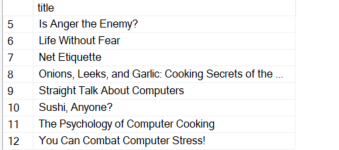 title
5 Is Anger the Enemy?
6 Life Without Fear
7 Net Etiquette
8 Onions, Leeks, and Garlic: Cooking Secrets of the ...
9 Straight Talk About Computers
10 Sushi, Anyone?
11 The Psychology of Computer Cooking
12 You Can Combat Computer Stress!